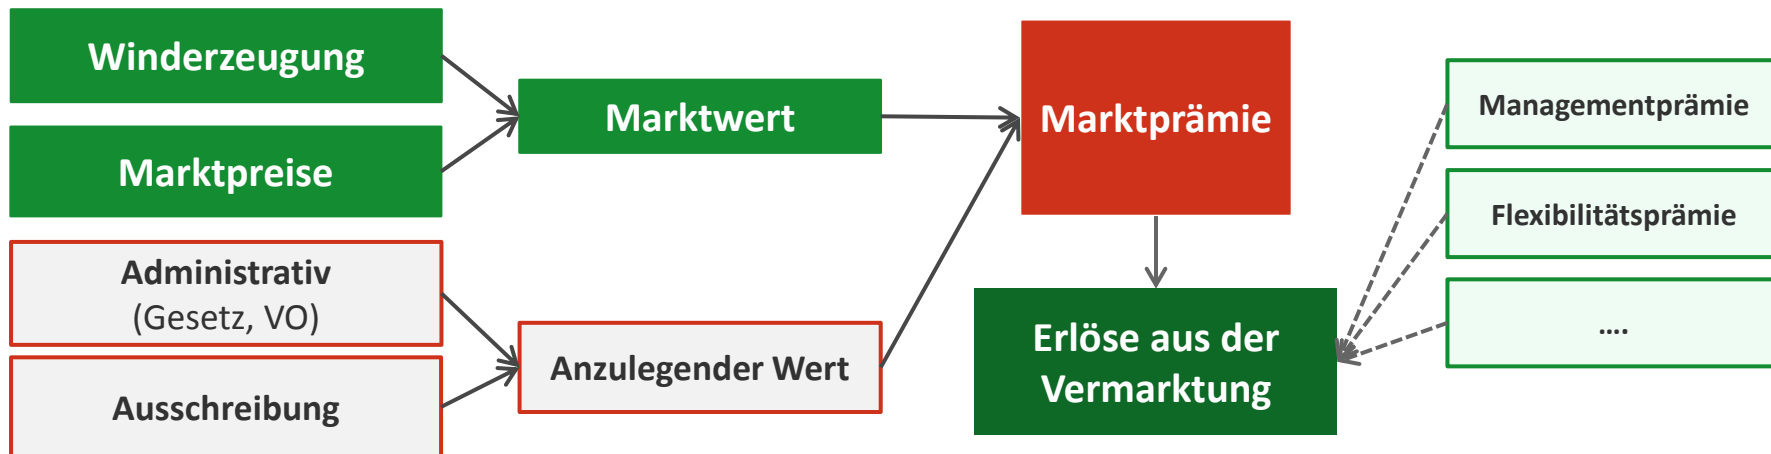 Winderzeugung
Marktpreise
Administrativ
(Gesetz, VO)
Ausschreibung
Marktwert
Anzulegender Wert
Marktprämie
Erlöse aus der
Vermarktung
Managementprämie
Flexibilitätsprämie
....